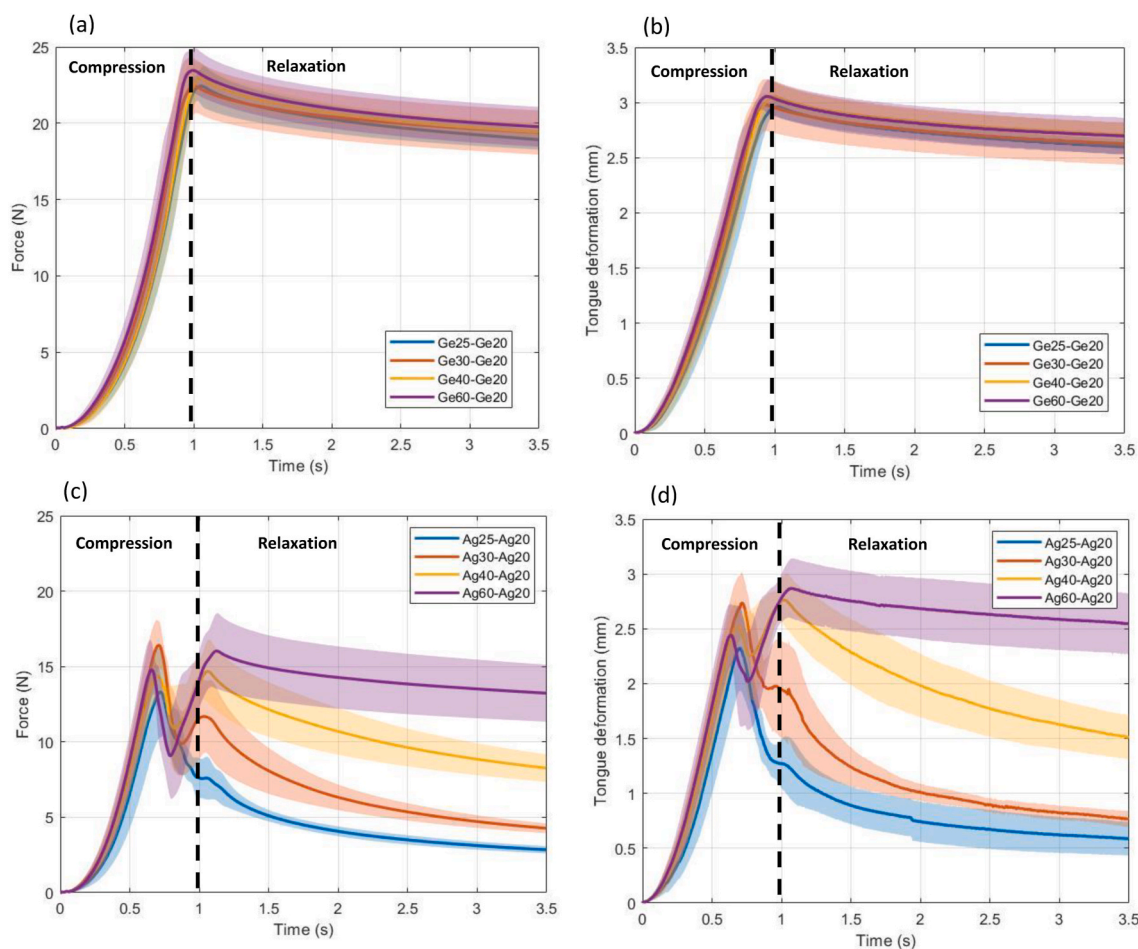 (a)
Compression Relaxation
25
20
15
10
5
0
Force (N)
0 0.5 1 1.5 2 2.5 3 3.5
Time (s)
Ge25-Ge20
Ge30-Ge20
Ge40-Ge20
Ge60-Ge20
(b)
Compression Relaxation
3.5
3
2.5
2
1.5
1
0.5
0
Tongue deformation (mm)
0 0.5 1 1.5 2 2.5 3 3.5
Time (s)
Ge25-Ge20
Ge30-Ge20
Ge40-Ge20
Ge60-Ge20
(c)
Compression Relaxation
25
20
15
10
5
0
Force (N)
0 0.5 1 1.5 2 2.5 3 3.5
Time (s)
Ag25-Ag20
Ag30-Ag20
Ag40-Ag20
Ag60-Ag20
(d)
Compression Relaxation
3.5
3
2.5
2
1.5
1
0.5
0
Tongue deformation (mm)
0 0.5 1 1.5 2 2.5 3 3.5
Time (s)
Ag25-Ag20
Ag30-Ag20
Ag40-Ag20
Ag60-Ag20